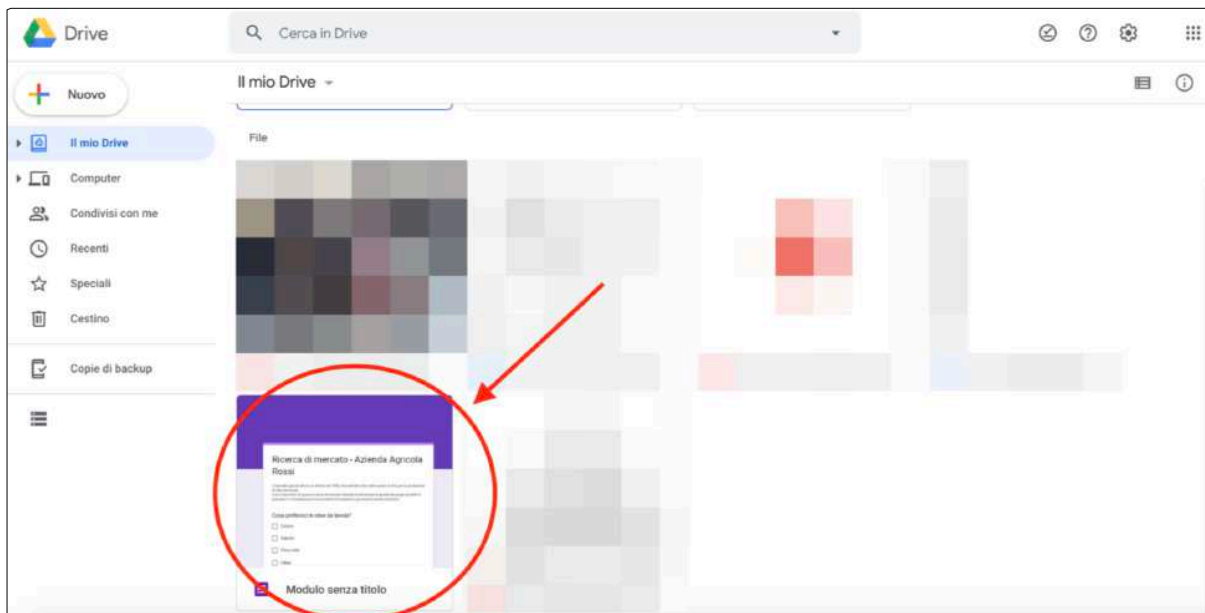 Drive
Cerca in Drive
Nuovo
Il mio Drive
Il mio Drive
Computer
Condivisi con me
Recenti
Speciali
Cestino
Copie di backup
File
Ricerca di mercato - Azienda Agricola
Rossi
Modulo senza titolo